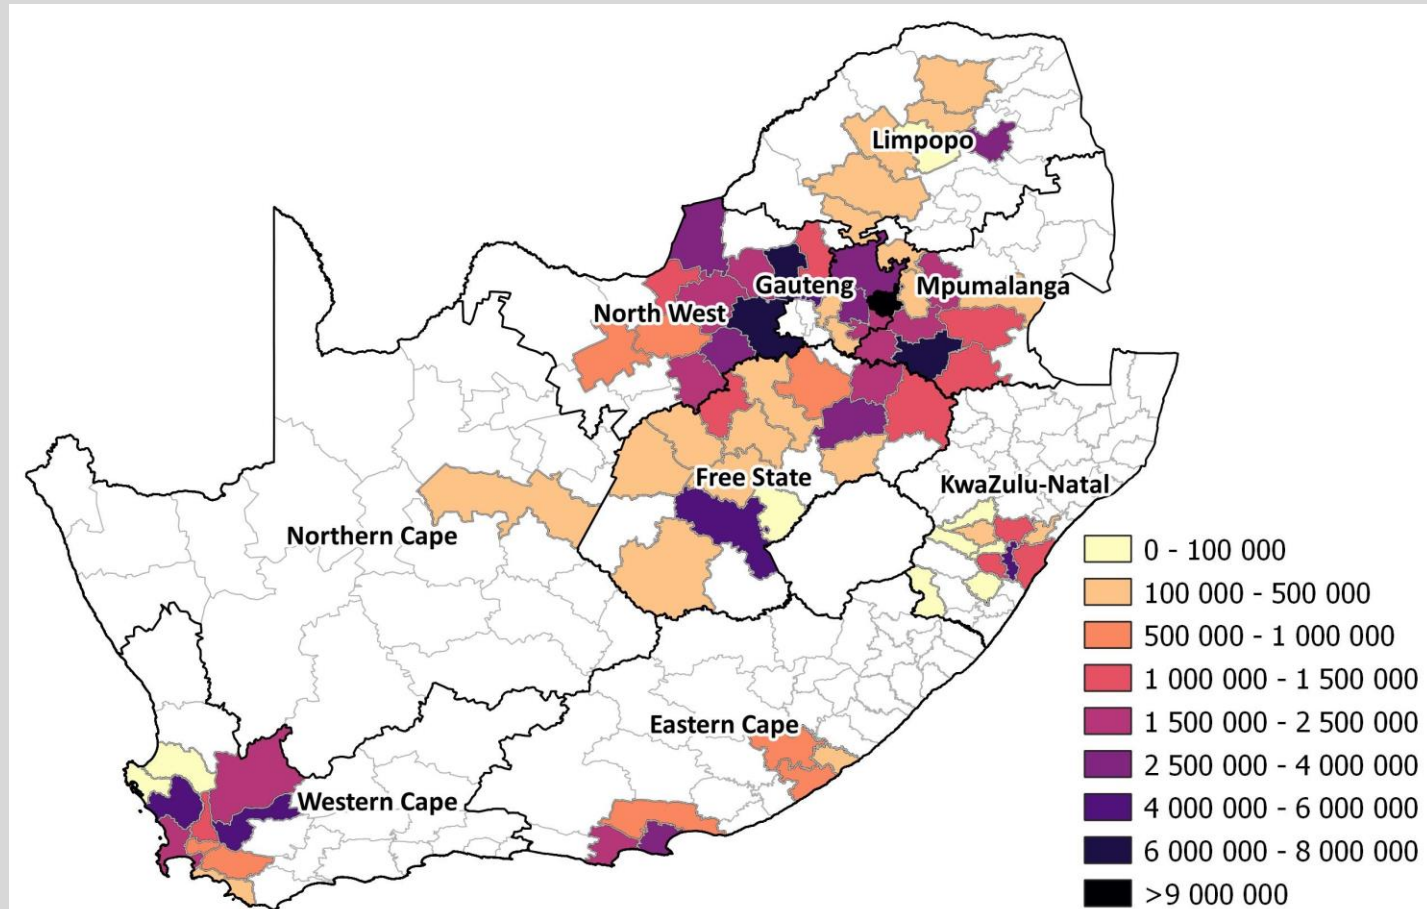 Limpopo
Gauteng
Mpumalanga
North West
Free State
KwaZulu-Natal
Northern Cape
Eastern Cape
Western Cape
0 - 100 000
100 000 - 500 000
500 000 - 1 000 000
1 000 000 - 1 500 000
1 500 000 - 2 500 000
2 500 000 - 4 000 000
4 000 000 - 6 000 000
6 000 000 - 8 000 000
>9 000 000